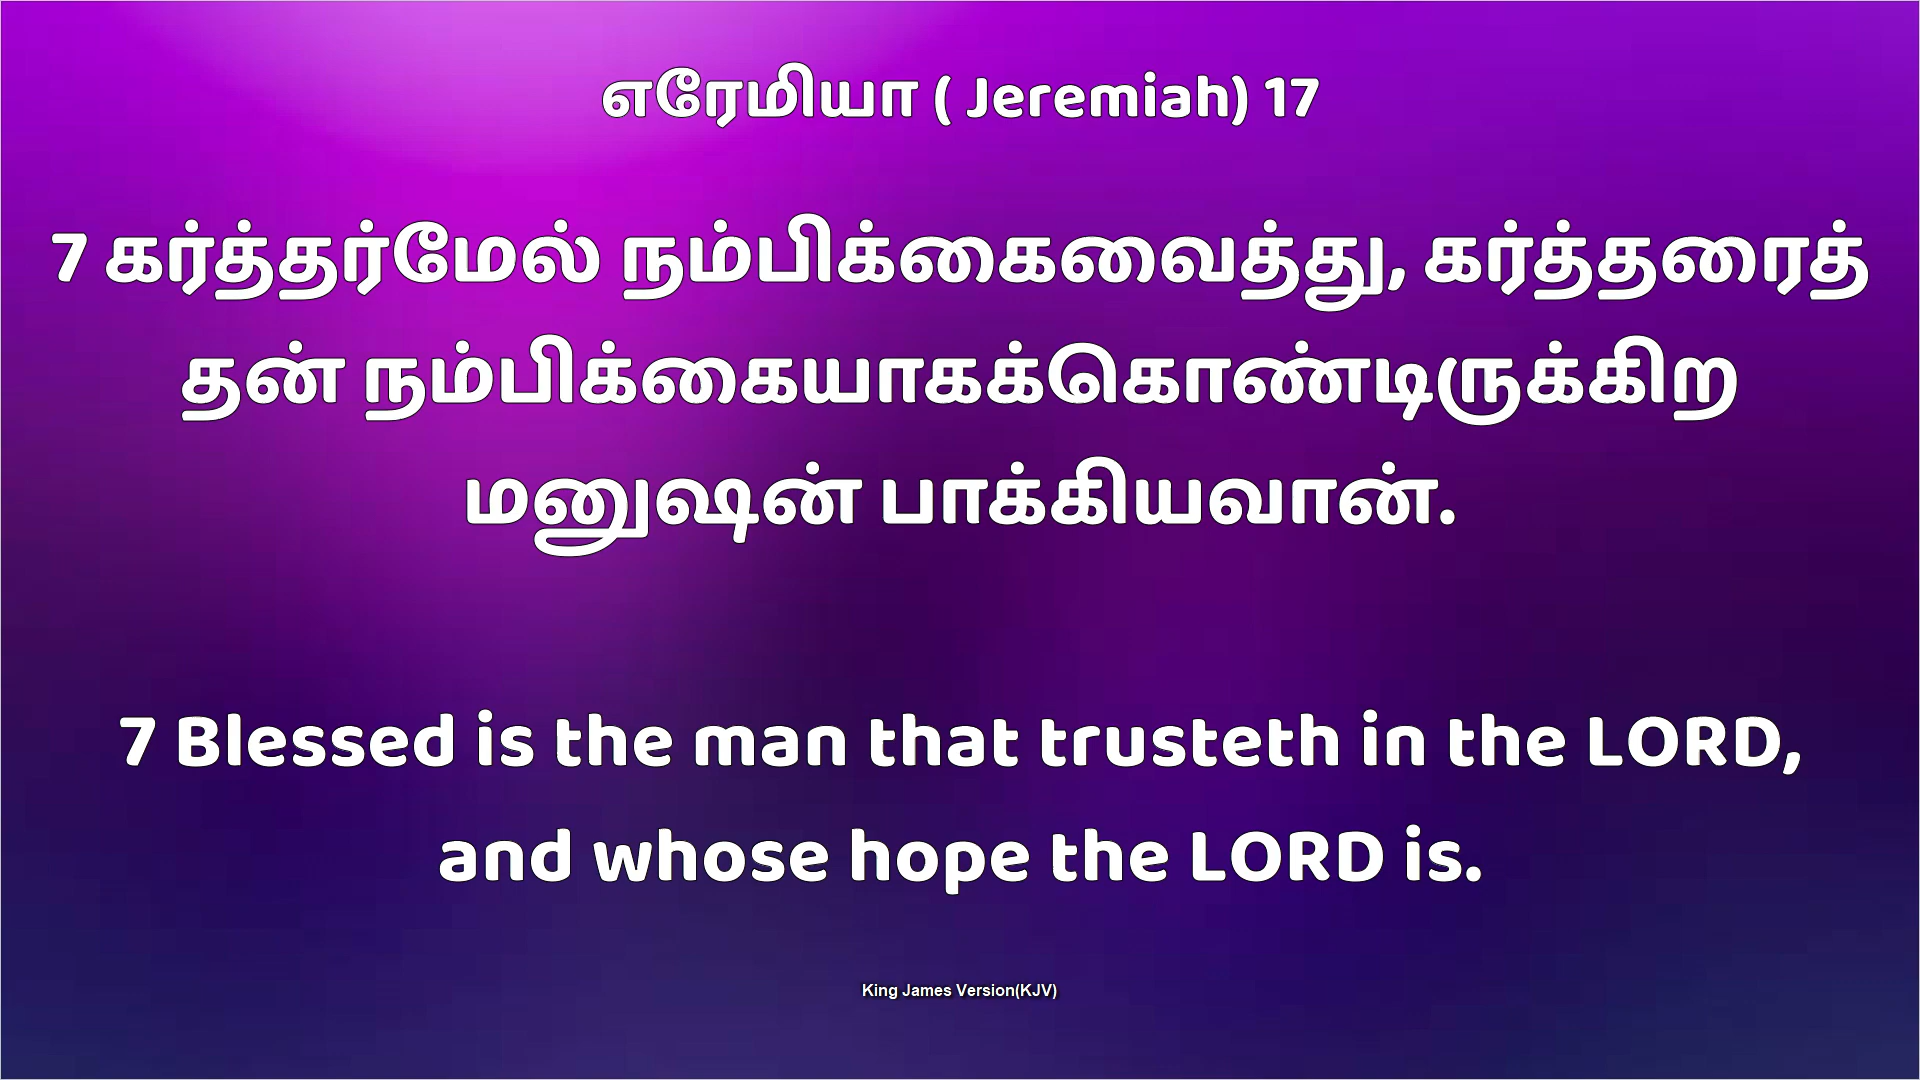 எரேமியா ( Jeremiah) 17
7 கர்த்தர்மேல் நம்பிக்கைவைத்து, கர்த்தரைத்
தன் நம்பிக்கையாகக்கொண்டிருக்கிற
மனுஷன் பாக்கியவான்.
7 Blessed is the man that trusteth in the LORD,
and whose hope the LORD is.
King James Version(KJV)